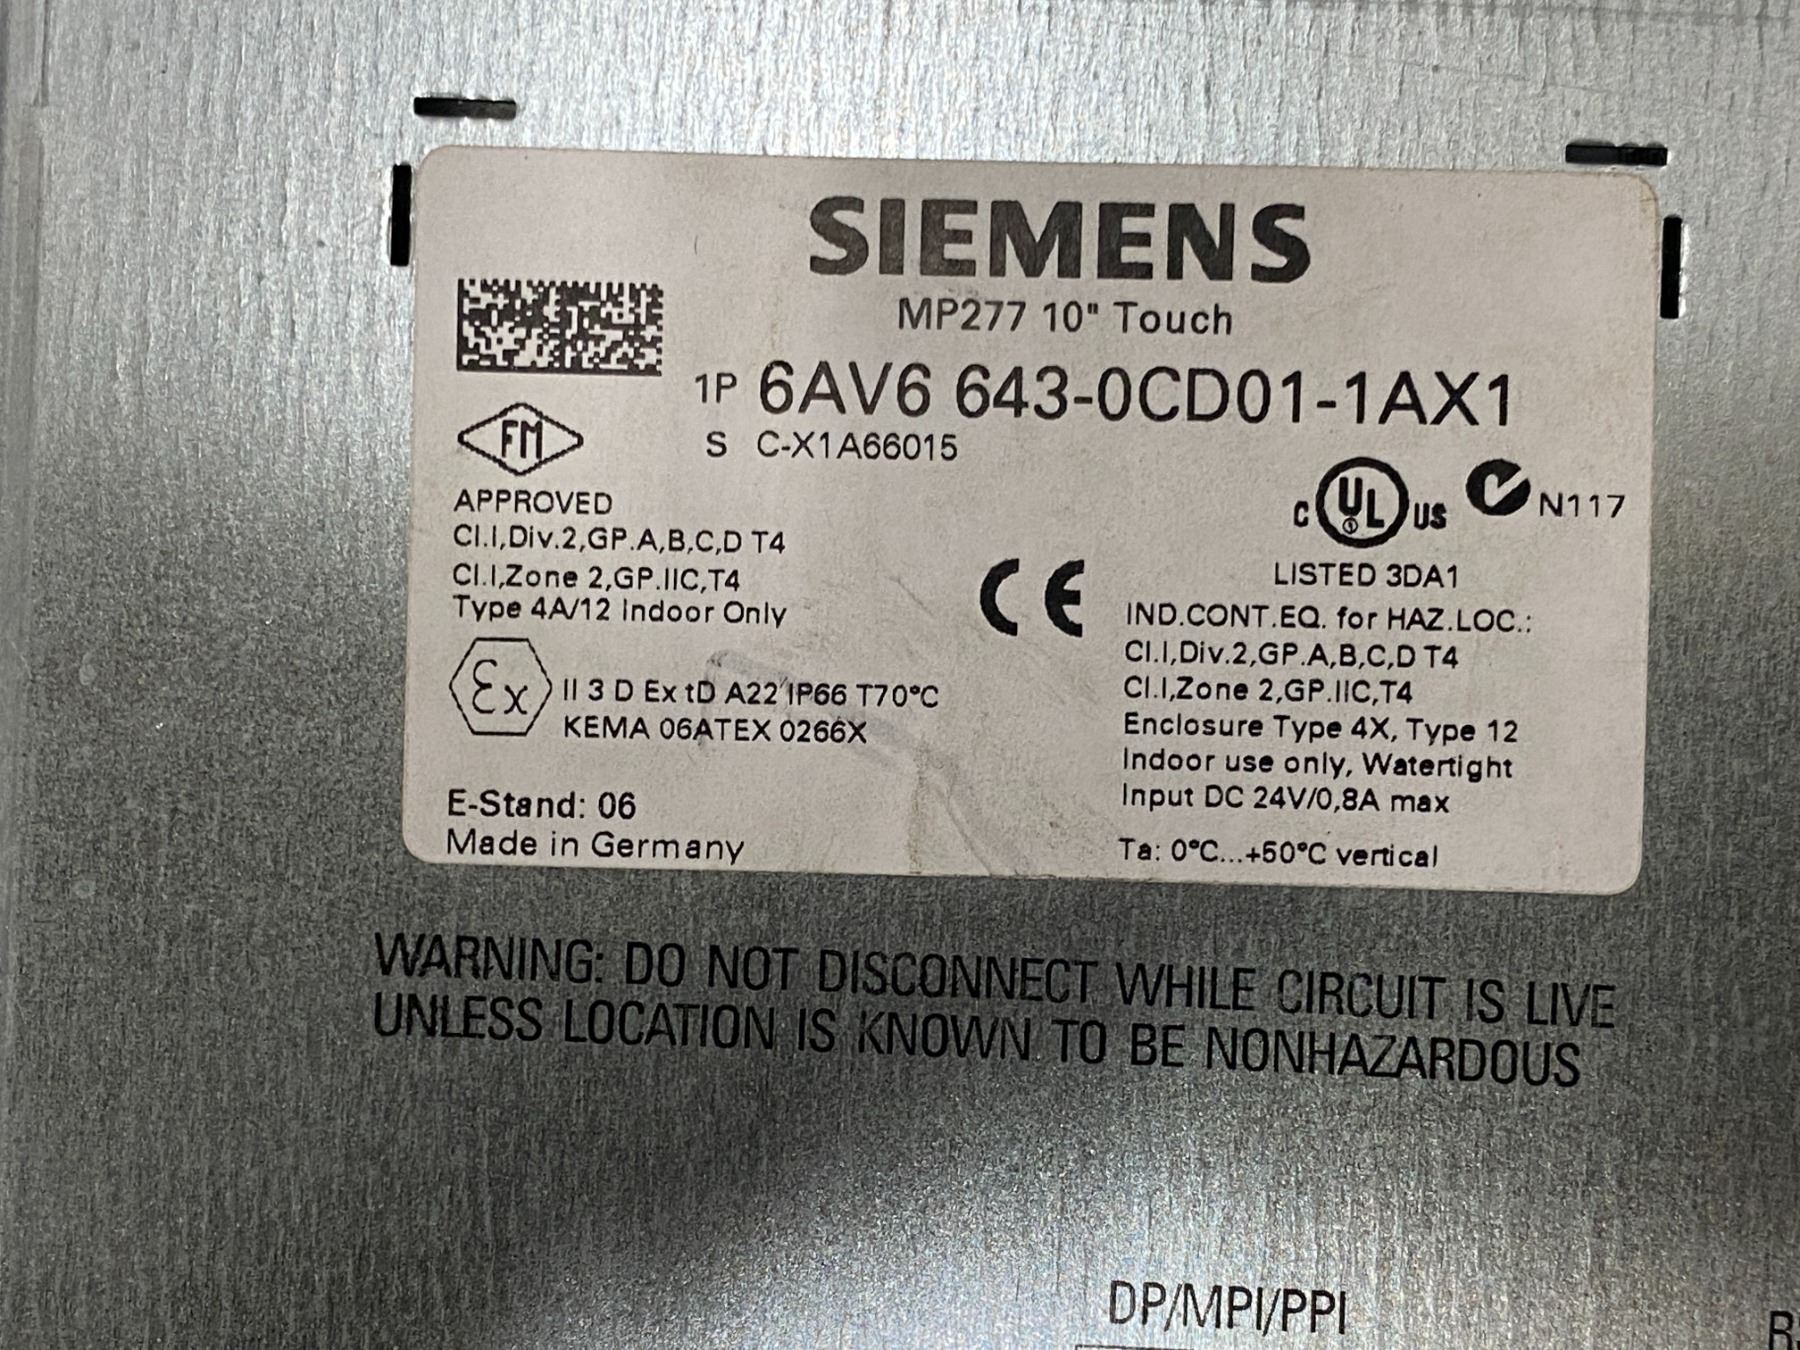 SIEMENS
MP277 10" Touch
1P 6AV6 643-0CD01-1AX1
S C-X1A66015
FM
APPROVED
Cl.I,Div.2,GP.A,B,C,D T4
Cl.I,Zone 2,GP.IIC,T4
Type 4A/12 Indoor Only
Ex II 3 D Ex tD A22 IP66 T70°C
KEMA 06ATEX 0266X
E-Stand: 06
Made in Germany
CE
C UL US N117
LISTED 3DA1
IND.CONT.EQ. for HAZ.LOC.:
Cl.I,Div.2,GP.A,B,C,D T4
Cl.I,Zone 2,GP.IIC,T4
Enclosure Type 4X, Type 12
Indoor use only, Watertight
Input DC 24V/0,8A max
Ta: 0°C...+50°C vertical
WARNING: DO NOT DISCONNECT WHILE CIRCUIT IS LIVE
UNLESS LOCATION IS KNOWN TO BE NONHAZARDOUS
DP/MPI/PPI